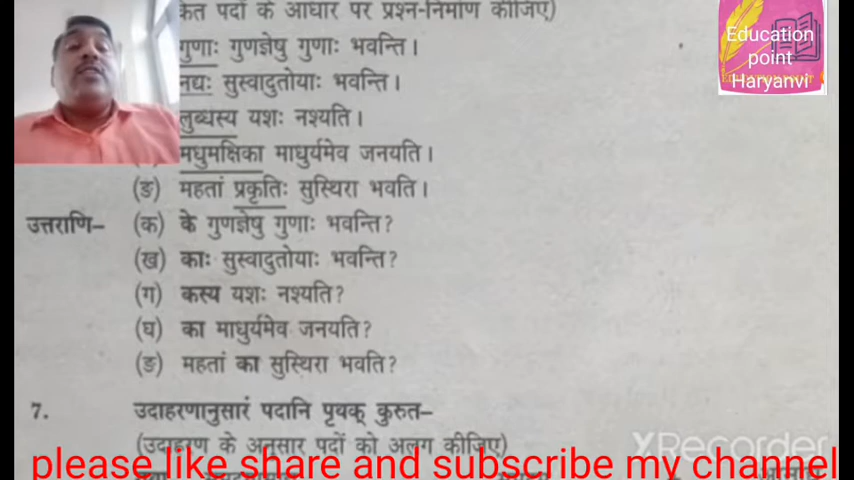 केत पदों के आधार पर प्रश्न-निर्माण कीजिए)
गुणाः गुणज्ञेषु गुणाः भवन्ति।
नद्यः सुस्वादुतोयाः भवन्ति।
लुब्धस्य यशः नश्यति।
मधुमक्षिका माधुर्यमेव जनयति।
(ङ) महतां प्रकृतिः सुस्थिरा भवति।
उत्तराणि– (क) के गुणज्ञेषु गुणाः भवन्ति?
(ख) काः सुस्वादुतोयाः भवन्ति?
(ग) कस्य यशः नश्यति?
(घ) का माधुर्यमेव जनयति?
(ङ) महतां का सुस्थिरा भवति?
7. उदाहरणानुसारं पदानि पृथक् कुरुत–
(उदाहरण के अनुसार पदों को अलग कीजिए)
please like share and subscribe my channel
Education
point
Haryanvi
XRecorder